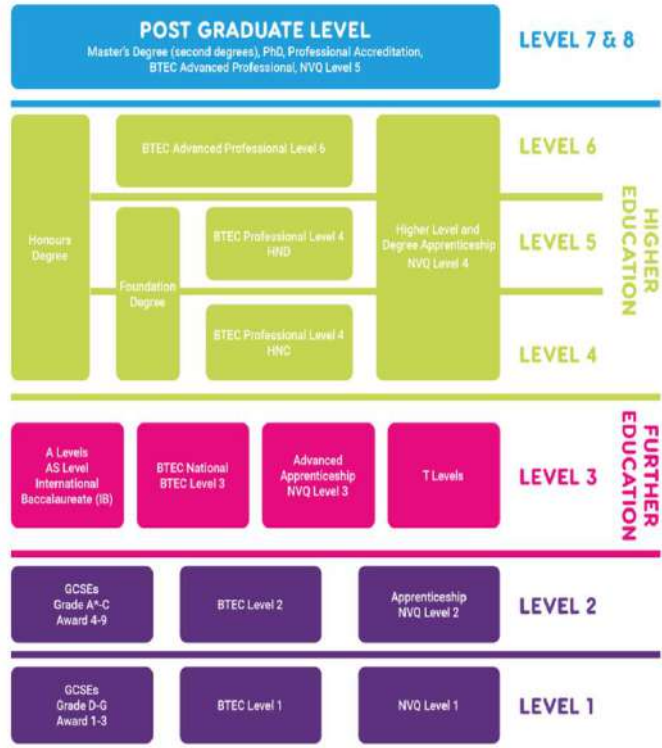 POST GRADUATE LEVEL
Master's Degree (second degrees), PhD, Professional Accreditation,
BTEC Advanced Professional, NVQ Level 5
LEVEL 7 & 8
BTEC Advanced Professional Level 6
LEVEL 6
Honours
Degree
BTEC Professional Level 4
HND
Higher Level and
Degree Apprenticeship
NVQ Level 4
LEVEL 5
Foundation
Degree
BTEC Professional Level 4
HNC
LEVEL 4
HIGHER
EDUCATION
A Levels
AS Level
International
Baccalaureate (IB)
BTEC National
BTEC Level 3
Advanced
Apprenticeship
NVQ Level 3
T Levels
LEVEL 3
FURTHER
EDUCATION
GCSEs
Grade A*-C
Award 4-9
BTEC Level 2
Apprenticeship
NVQ Level 2
LEVEL 2
GCSEs
Grade D-G
Award 1-3
BTEC Level 1
NVQ Level 1
LEVEL 1